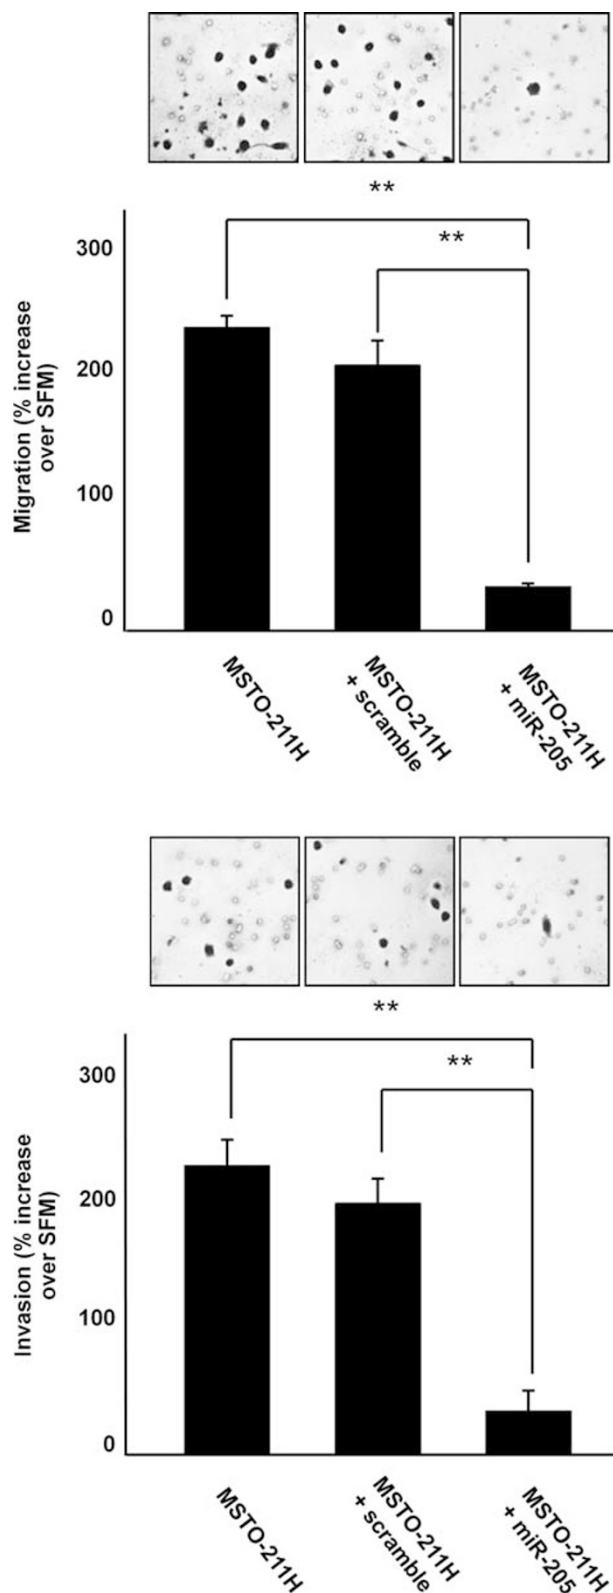 **
**
300
200
100
0
Migration (% increase
over SFM)
MSTO-211H
MSTO-211H
+ scramble
MSTO-211H
+ miR-205
**
**
300
200
100
0
Invasion (% increase
over SFM)
MSTO-211H
MSTO-211H
+ scramble
MSTO-211H
+ miR-205